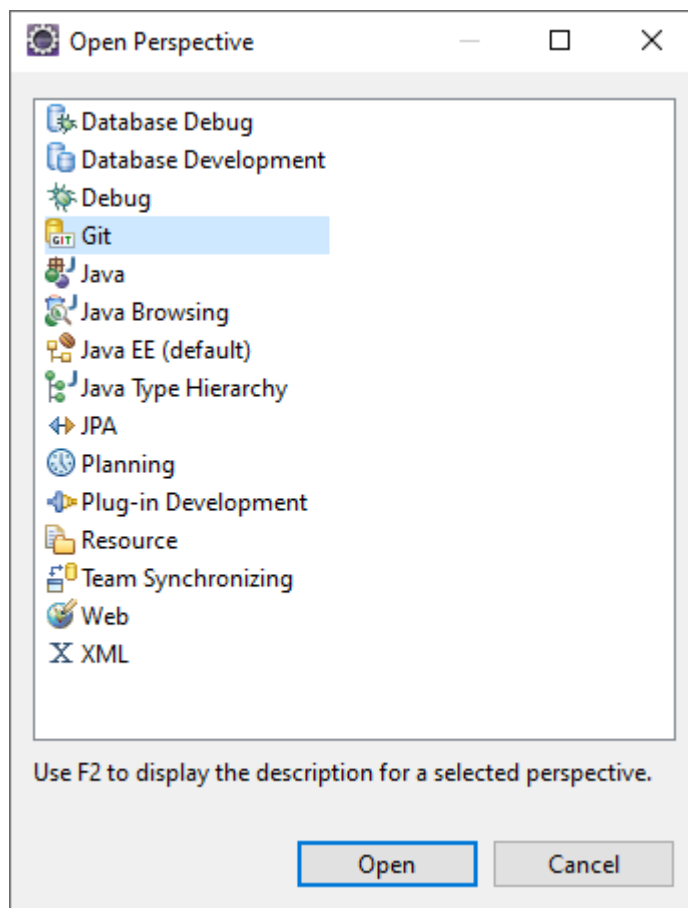 Open Perspective
Database Debug
Database Development
Debug
GIT Git
Java
Java Browsing
Java EE (default)
Java Type Hierarchy
JPA
Planning
Plug-in Development
Resource
Team Synchronizing
Web
X XML
Use F2 to display the description for a selected perspective.
Open Cancel